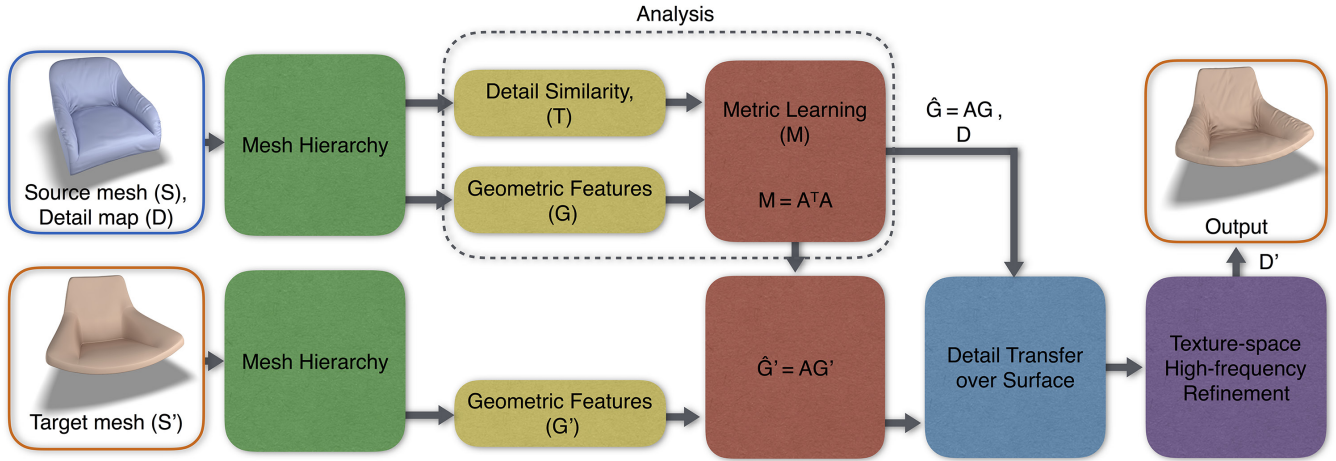 Analysis
Source mesh (S),
Detail map (D)
Mesh Hierarchy
Detail Similarity,
(T)
Geometric Features
(G)
Metric Learning
(M)
M = AᵀA
Ĝ = AG ,
D
Output
D'
Target mesh (S')
Mesh Hierarchy
Geometric Features
(G')
Ĝ' = AG'
Detail Transfer
over Surface
Texture-space
High-frequency
Refinement